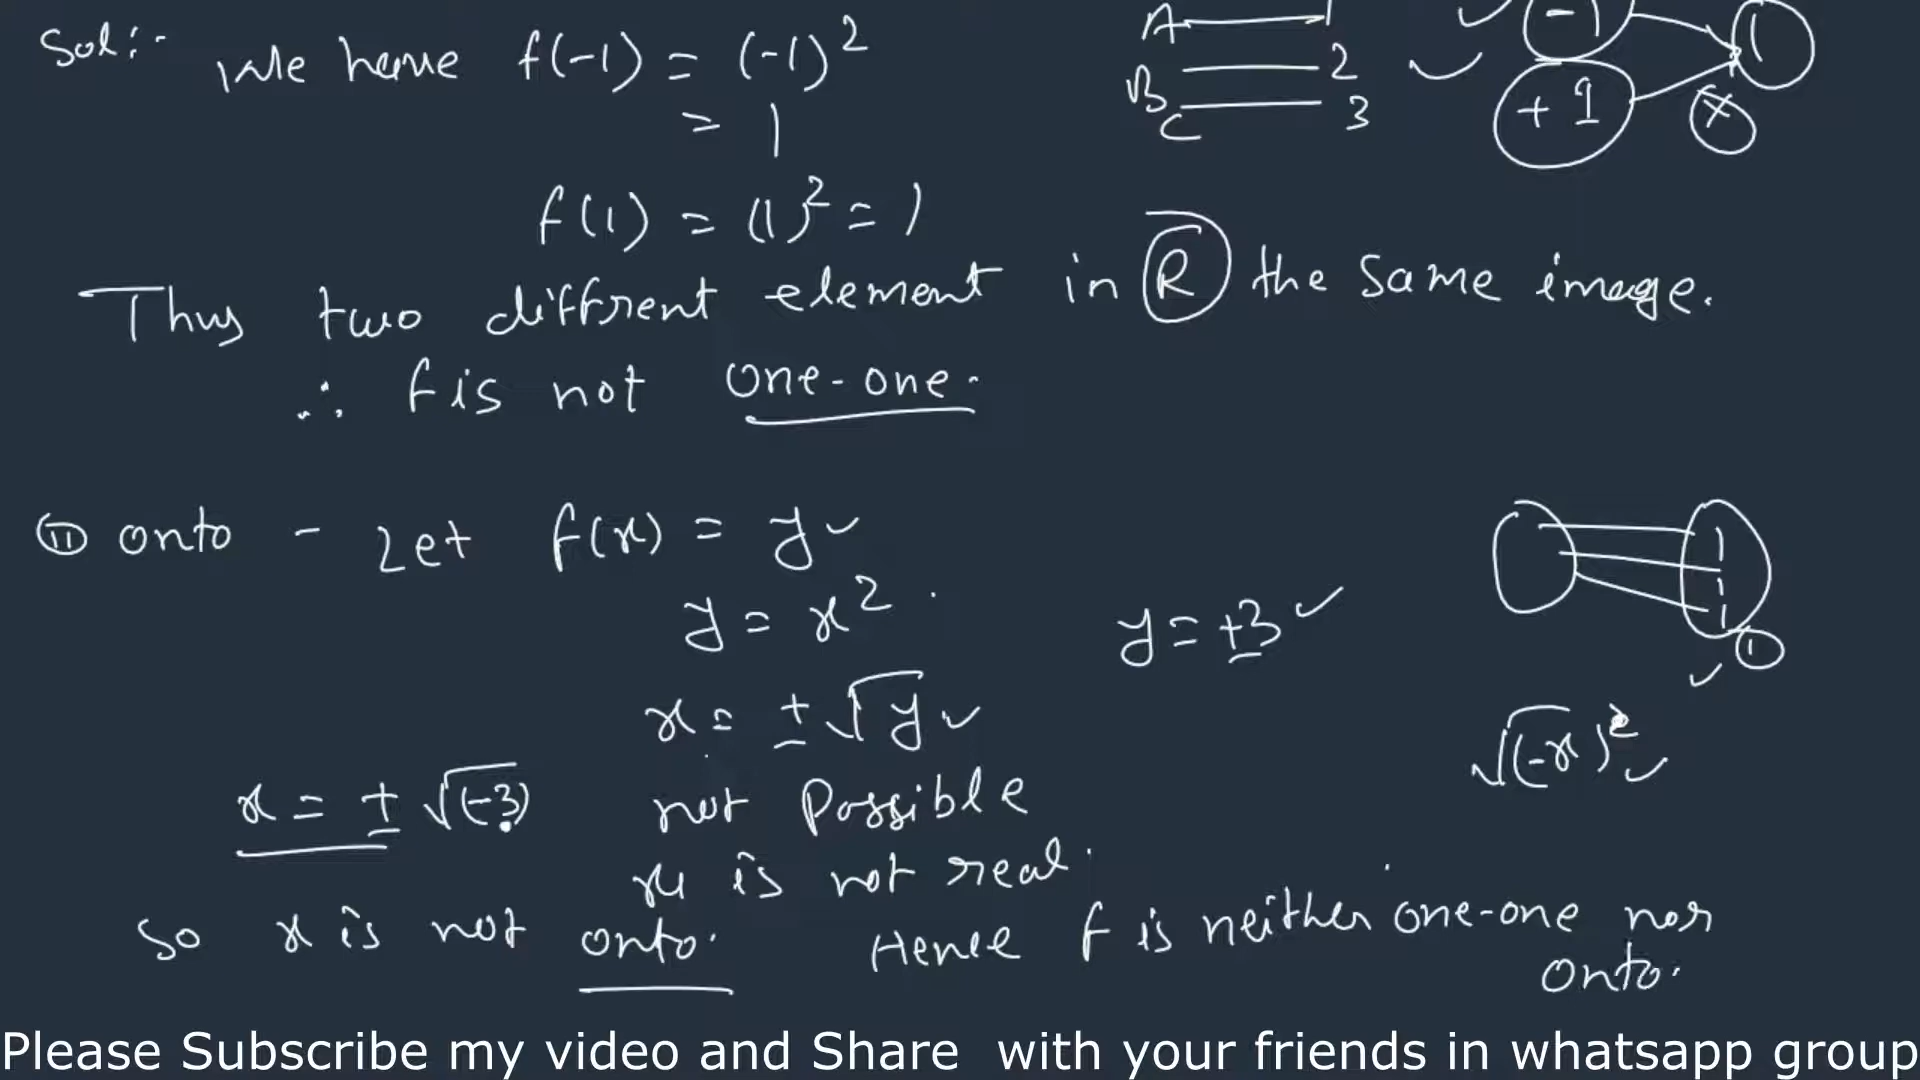 Sol:- We have f(-1) = (-1)²
= 1
A 1
B 2
C 3
-1 1
+1
f(1) = (1)² = 1
Thus two different element in R the same image.
∴ f is not one-one.
(ii) onto - Let f(x) = y
y = x²
y = ±3
x = ±√y
√(-x)²
x = ±√(-3) not possible
x is not real.
So x is not onto. Hence f is neither one-one nor
onto.
Please Subscribe my video and Share with your friends in whatsapp group